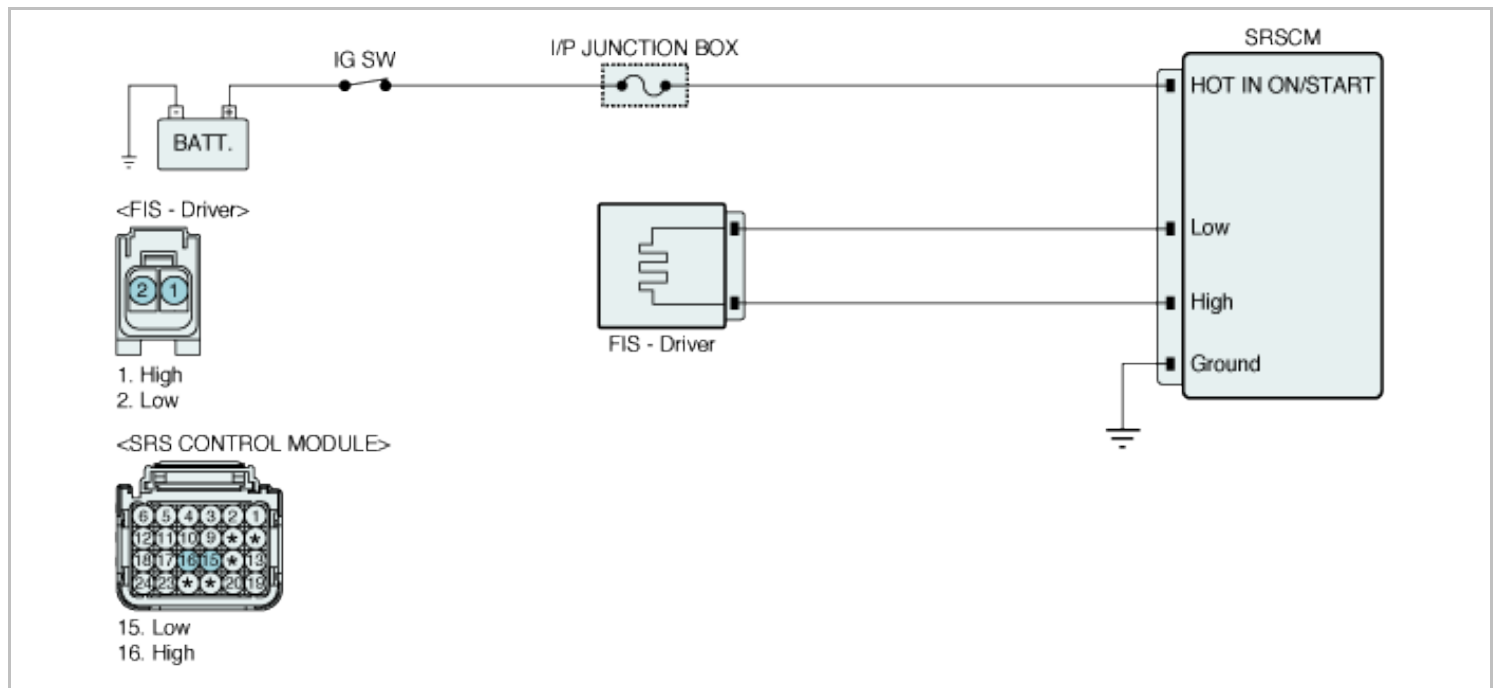 SRSCM
I/P JUNCTION BOX
IG SW
HOT IN ON/START
- +
BATT.
<FIS - Driver>
Low
2 1
High
FIS - Driver
Ground
1. High
2. Low
<SRS CONTROL MODULE>
6 5 4 3 2 1
12 11 10 9 * *
18 17 16 15 * 13
24 23 * * 20 19
15. Low
16. High